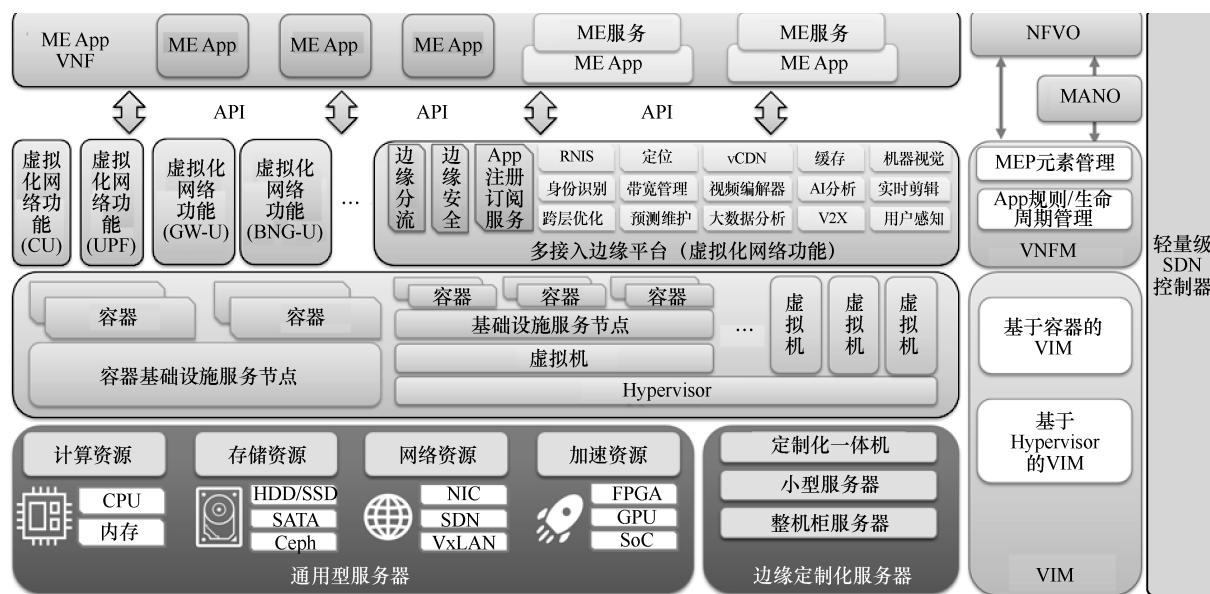 ME App
VNF
ME App
ME App
ME App
ME服务
ME App
ME服务
ME App
NFVO
MANO
API
API
API
虚拟
化网
络功
能
(CU)
虚拟
化网
络功
能
(UPF)
虚拟化
网络
功能
(GW-U)
虚拟化
网络
功能
(BNG-U)
...
边缘分流
边缘安全
App
注册
订阅
服务
RNIS
定位
vCDN
缓存
机器视觉
身份识别
带宽管理
视频编解器
AI分析
实时剪辑
跨层优化
预测维护
大数据分析
V2X
用户感知
多接入边缘平台（虚拟化网络功能）
MEP元素管理
App规则/生命
周期管理
VNFM
轻量级
SDN
控制器
容器
容器
容器基础设施服务节点
容器
容器
容器
基础设施服务节点
虚拟机
Hypervisor
...
虚拟机
虚拟机
虚拟机
基于容器的
VIM
基于
Hypervisor
的VIM
VIM
计算资源
CPU
内存
存储资源
HDD/SSD
SATA
Ceph
网络资源
NIC
SDN
VxLAN
加速资源
FPGA
GPU
SoC
通用型服务器
定制化一体机
小型服务器
整机柜服务器
边缘定制化服务器